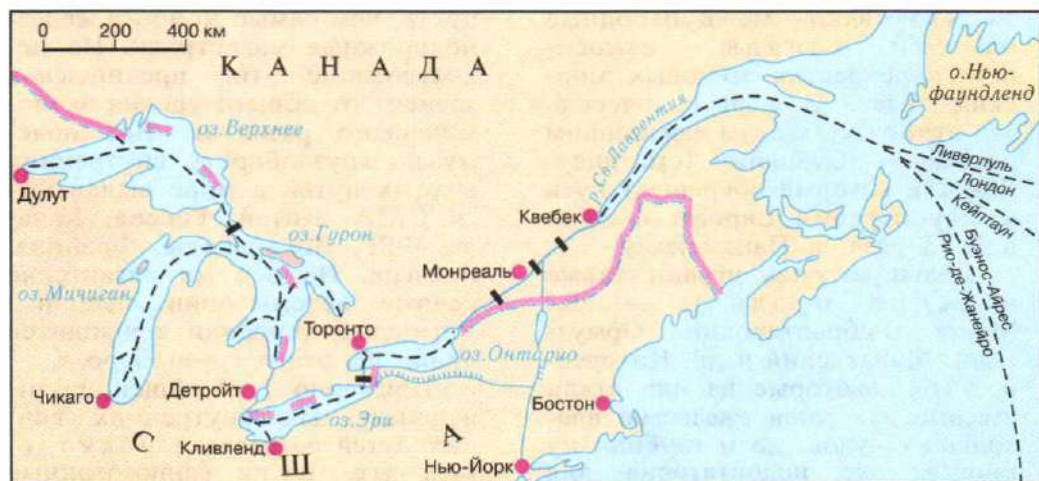 0 200 400 км
К А Н А Д А
о.Нью-
фаундленд
оз.Верхнее
р.Св.Лаврентия
Дулут
Ливерпуль
Лондон
Кейптаун
Буэнос-Айрес
Рио-де-Жанейро
Квебек
оз.Гурон
Монреаль
оз.Мичиган
Торонто
оз.Онтарио
Детройт
Чикаго
оз.Эри
Бостон
С Ш А
Кливленд
Нью-Йорк